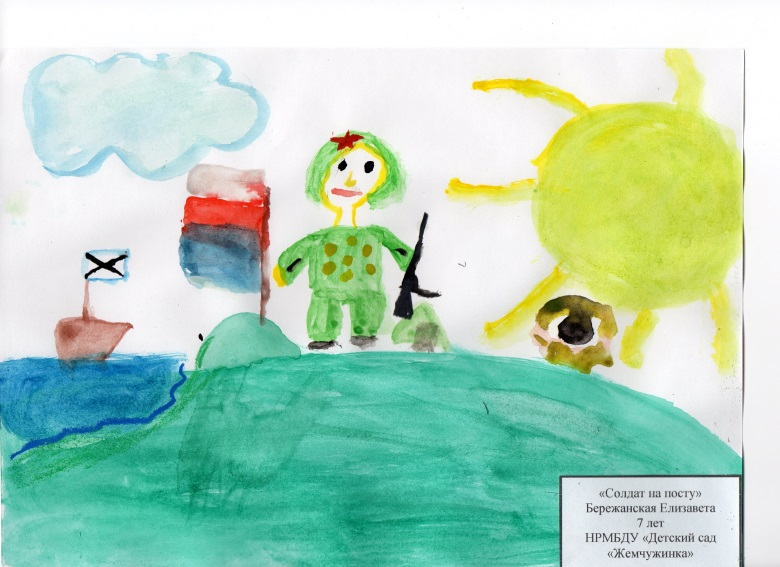 «Солдат на посту»
Бережанская Елизавета
7 лет
НРМБДУ «Детский сад
«Жемчужинка»